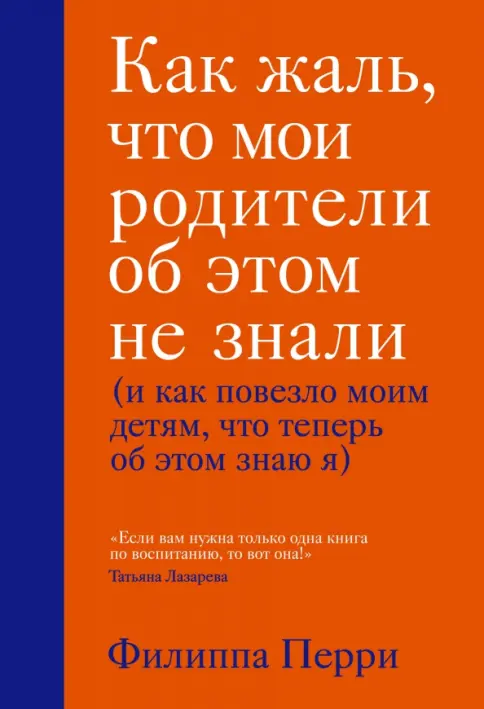 Как жаль,
что мои
родители
об этом
не знали
(и как повезло моим
детям, что теперь
об этом знаю я)
«Если вам нужна только одна книга
по воспитанию, то вот она!»
Татьяна Лазарева
Филиппа Перри